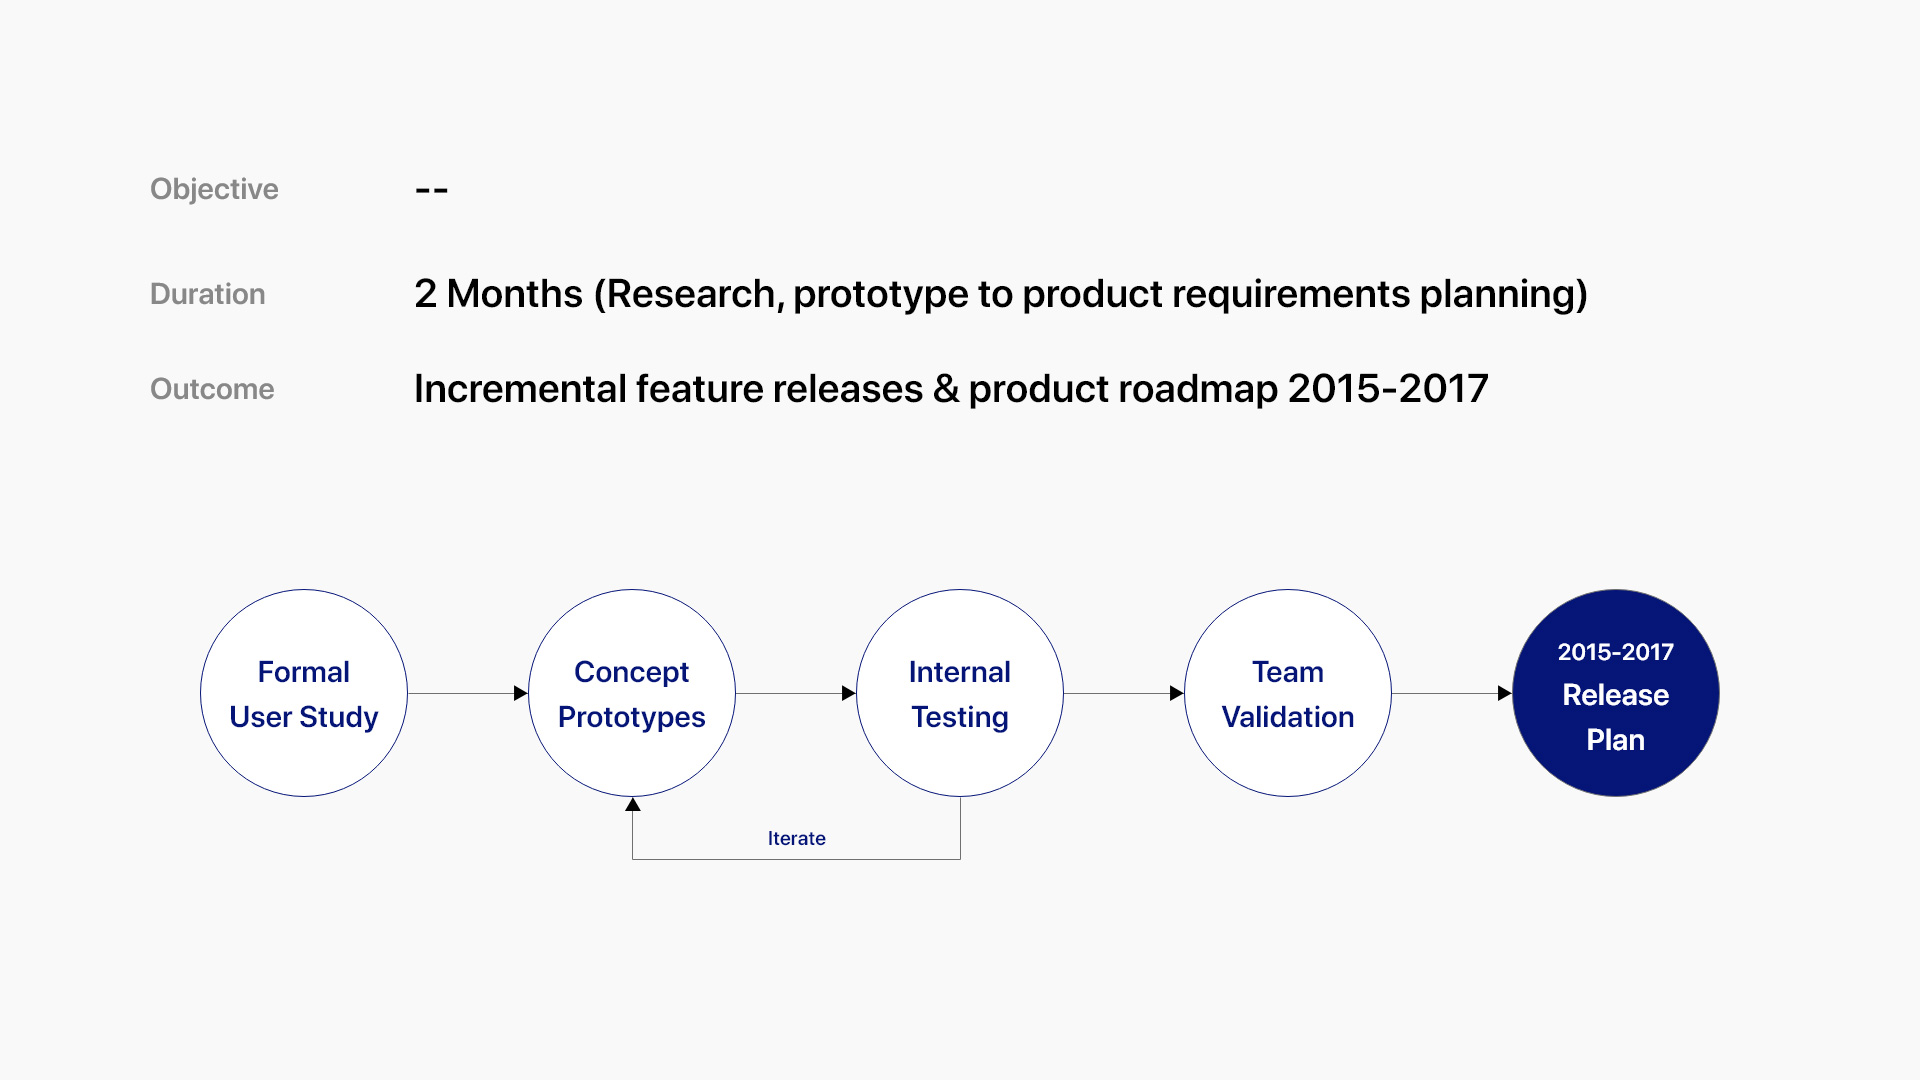 Objective
--
Duration
2 Months (Research, prototype to product requirements planning)
Outcome
Incremental feature releases & product roadmap 2015-2017
Formal
User Study
Concept
Prototypes
Internal
Testing
Team
Validation
2015-2017
Release
Plan
Iterate